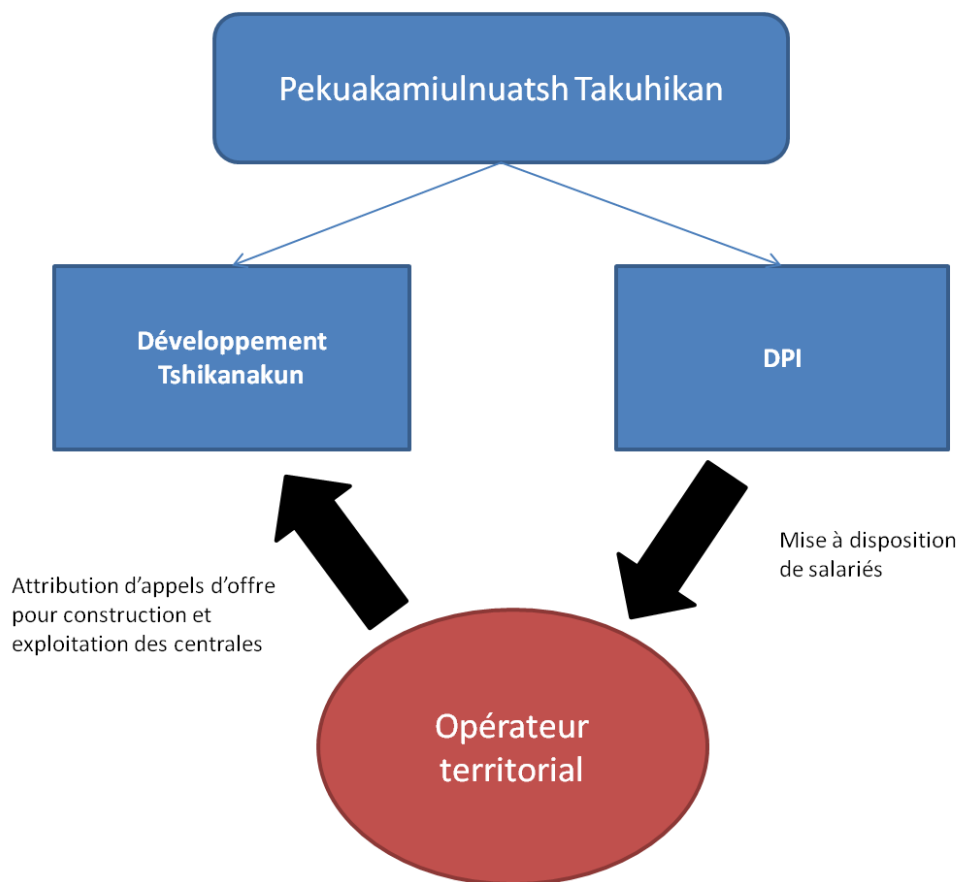 Pekuakamiulnuatsh Takuhikan
Développement
Tshikanakun
DPI
Attribution d'appels d'offre
pour construction et
exploitation des centrales
Mise à disposition
de salariés
Opérateur
territorial